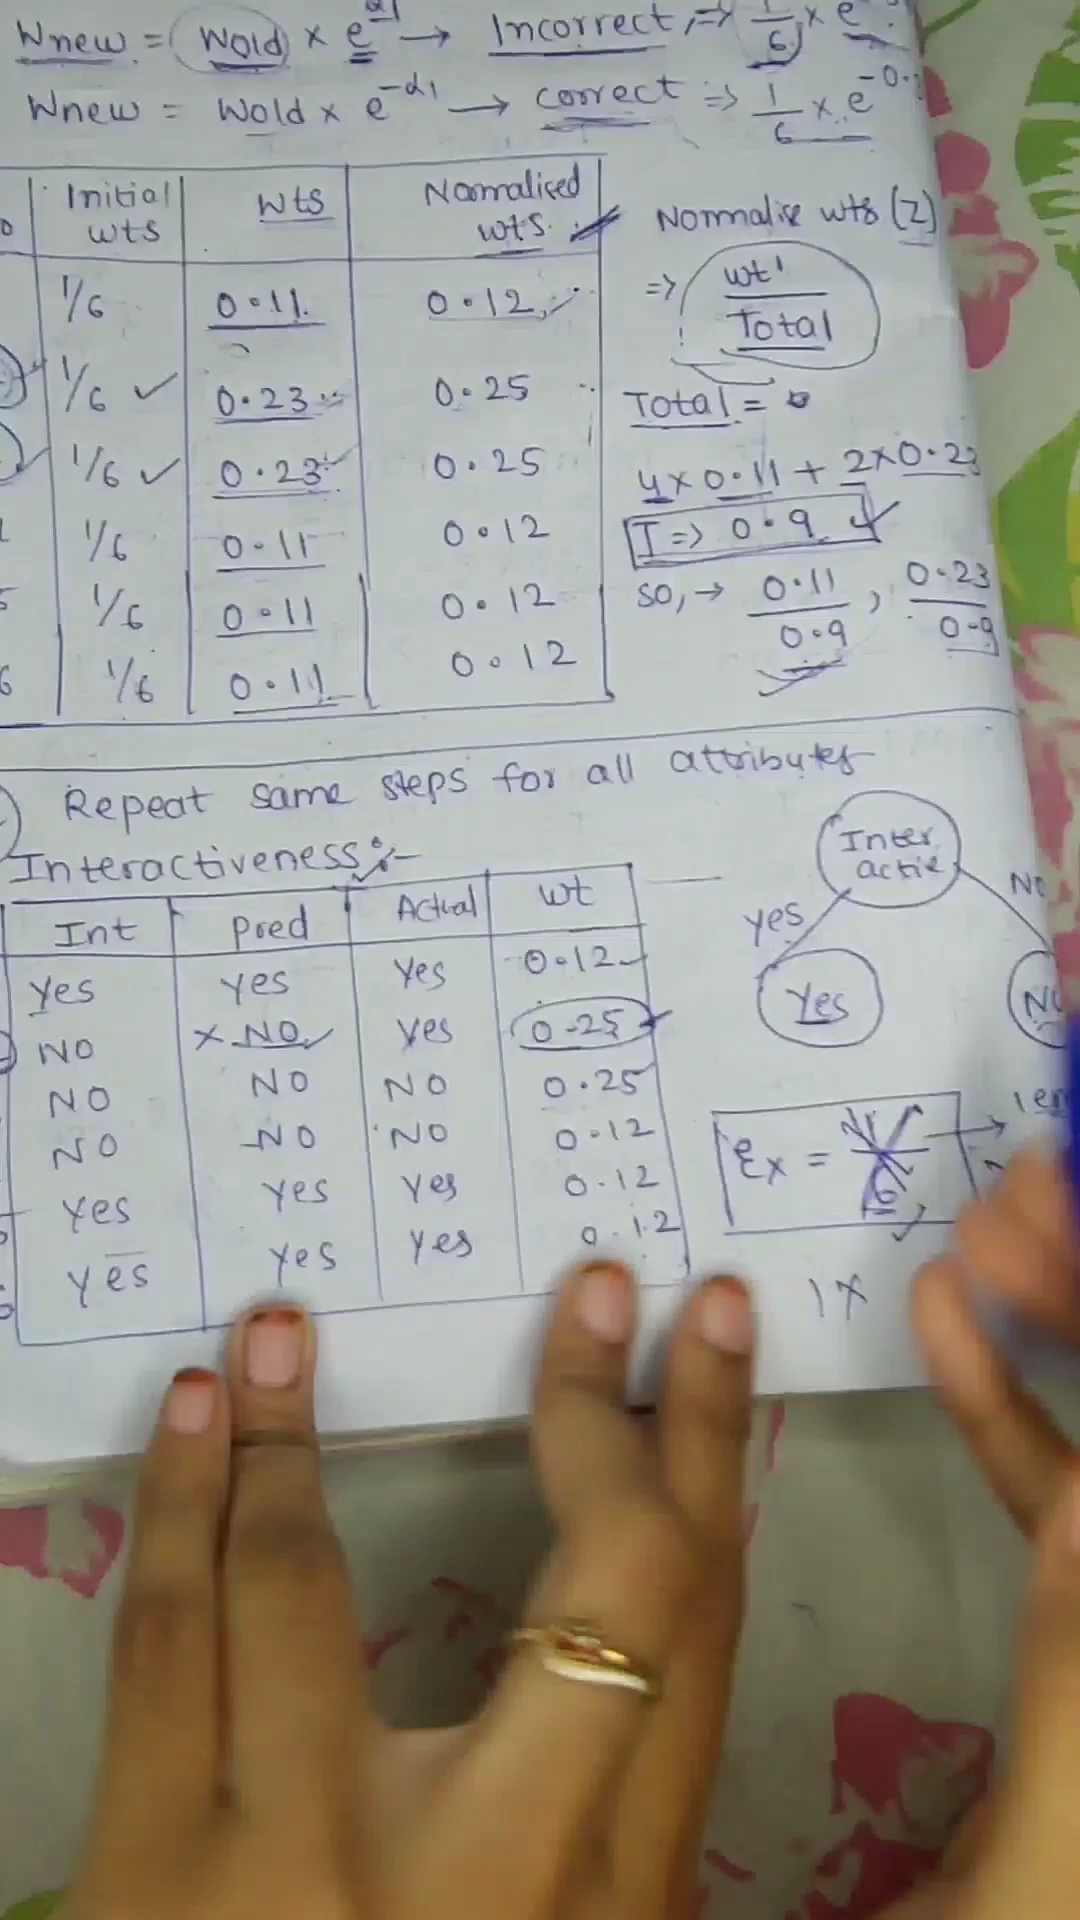 Wnew = Wold × e^α1 → Incorrect, => 1/6 × e
Wnew = Wold × e^-α1 → correct => 1/6 × e^-0.
Initial wts | wts | Normalised wts.
1/6 | 0.11 | 0.12
1/6 ✓ | 0.23 | 0.25
1/6 ✓ | 0.23 | 0.25
1/6 | 0.11 | 0.12
5 | 1/6 | 0.11 | 0.12
6 | 1/6 | 0.11 | 0.12
Normalise wts (Z)
=> wt' / Total
Total =
4×0.11 + 2×0.23
T => 0.9
so, → 0.11/0.9 , 0.23/0.9
Repeat same steps for all attributes
Interactiveness :-
Int | Pred | Actual | wt
Yes | Yes | Yes | 0.12
NO | × NO | Yes | 0.25
NO | NO | NO | 0.25
NO | NO | NO | 0.12
Yes | Yes | Yes | 0.12
Yes | Yes | Yes | 0.12
Inter
active
Yes
NO
Yes
Ex =
1×